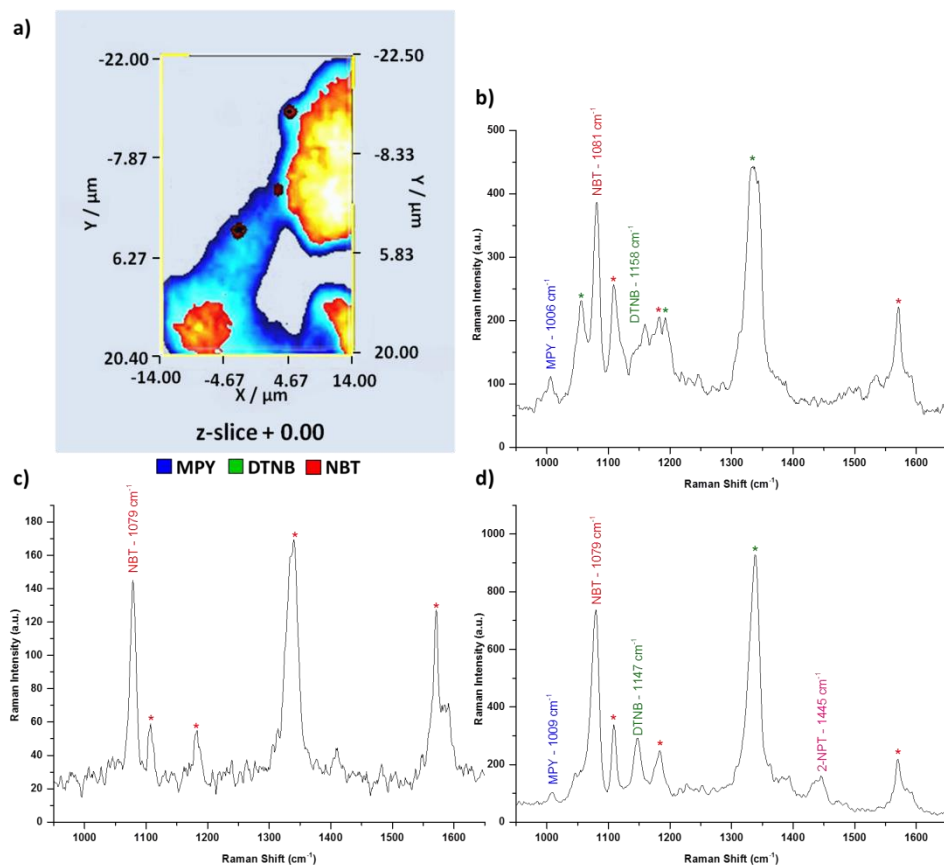 a)
-22.00
-7.87
6.27
20.40
Y / µm
-22.50
-8.33
5.83
20.00
Y / µm
-14.00 -4.67 4.67 14.00
X / µm
z-slice + 0.00
MPY DTNB NBT
b)
500
400
300
200
100
0
Raman Intensity (a.u.)
MPY - 1006 cm⁻¹
*
NBT - 1081 cm⁻¹
*
DTNB - 1158 cm⁻¹
*
*
*
*
1000 1100 1200 1300 1400 1500 1600
Raman Shift (cm⁻¹)
c)
180
160
140
120
100
80
60
40
20
0
Raman Intensity (a.u.)
NBT - 1079 cm⁻¹
*
*
*
*
1000 1100 1200 1300 1400 1500 1600
Raman Shift (cm⁻¹)
d)
1000
800
600
400
200
0
Raman Intensity (a.u.)
MPY - 1009 cm⁻¹
NBT - 1079 cm⁻¹
*
DTNB - 1147 cm⁻¹
*
*
2-NPT - 1445 cm⁻¹
*
1000 1100 1200 1300 1400 1500 1600
Raman Shift (cm⁻¹)